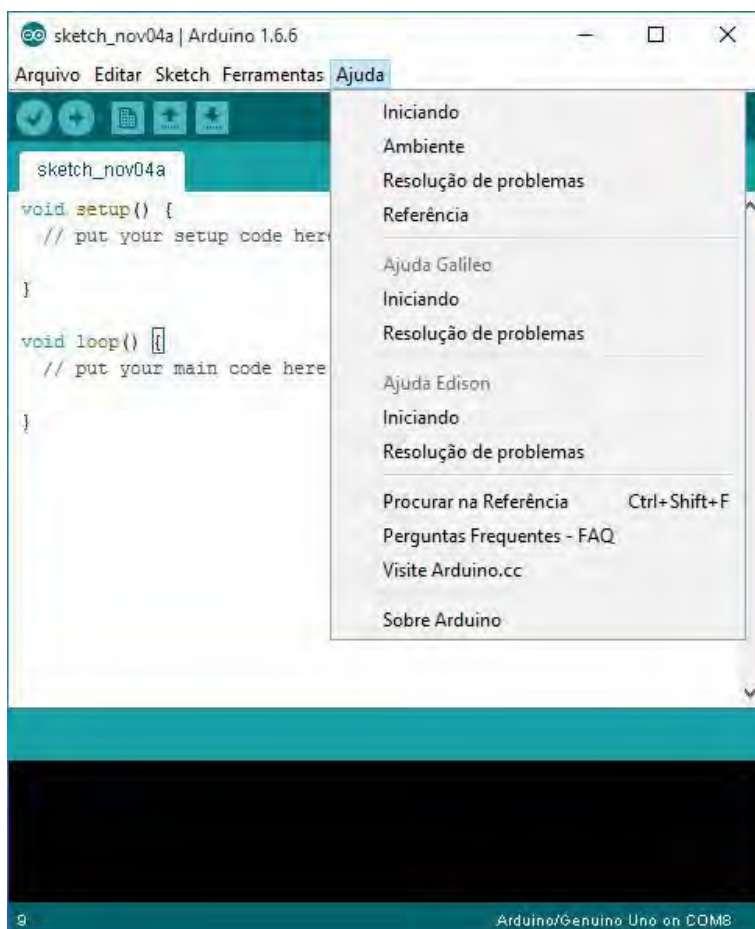 sketch_nov04a | Arduino 1.6.6
Arquivo Editar Sketch Ferramentas Ajuda
sketch_nov04a
void setup() {
// put your setup code here
}
void loop() {
// put your main code here
}
Iniciando
Ambiente
Resolução de problemas
Referência
Ajuda Galileo
Iniciando
Resolução de problemas
Ajuda Edison
Iniciando
Resolução de problemas
Procurar na Referência Ctrl+Shift+F
Perguntas Frequentes - FAQ
Visite Arduino.cc
Sobre Arduino
9 Arduino/Genuino Uno on COM8